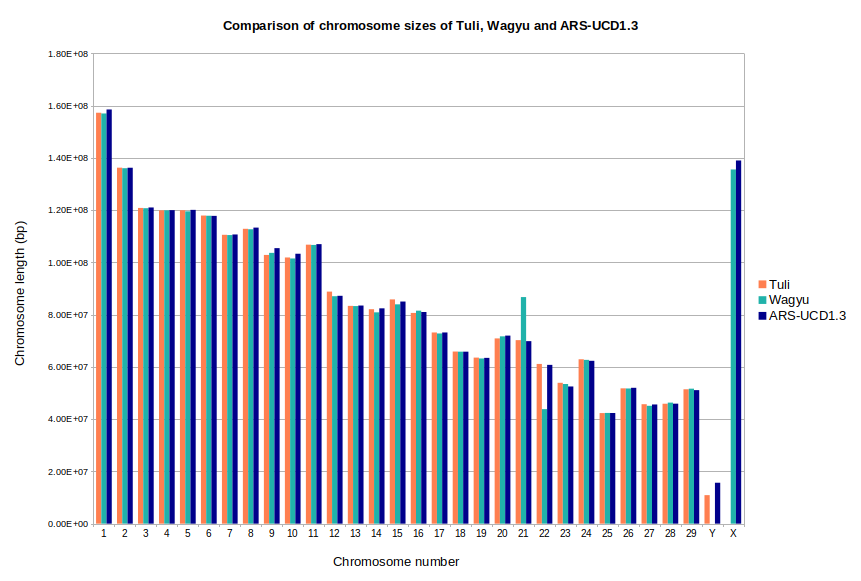 Comparison of chromosome sizes of Tuli, Wagyu and ARS-UCD1.3
1.80E+08
1.60E+08
1.40E+08
1.20E+08
1.00E+08
8.00E+07
6.00E+07
4.00E+07
2.00E+07
0.00E+00
Chromosome length (bp)
1 2 3 4 5 6 7 8 9 10 11 12 13 14 15 16 17 18 19 20 21 22 23 24 25 26 27 28 29 Y X
Chromosome number
Tuli
Wagyu
ARS-UCD1.3